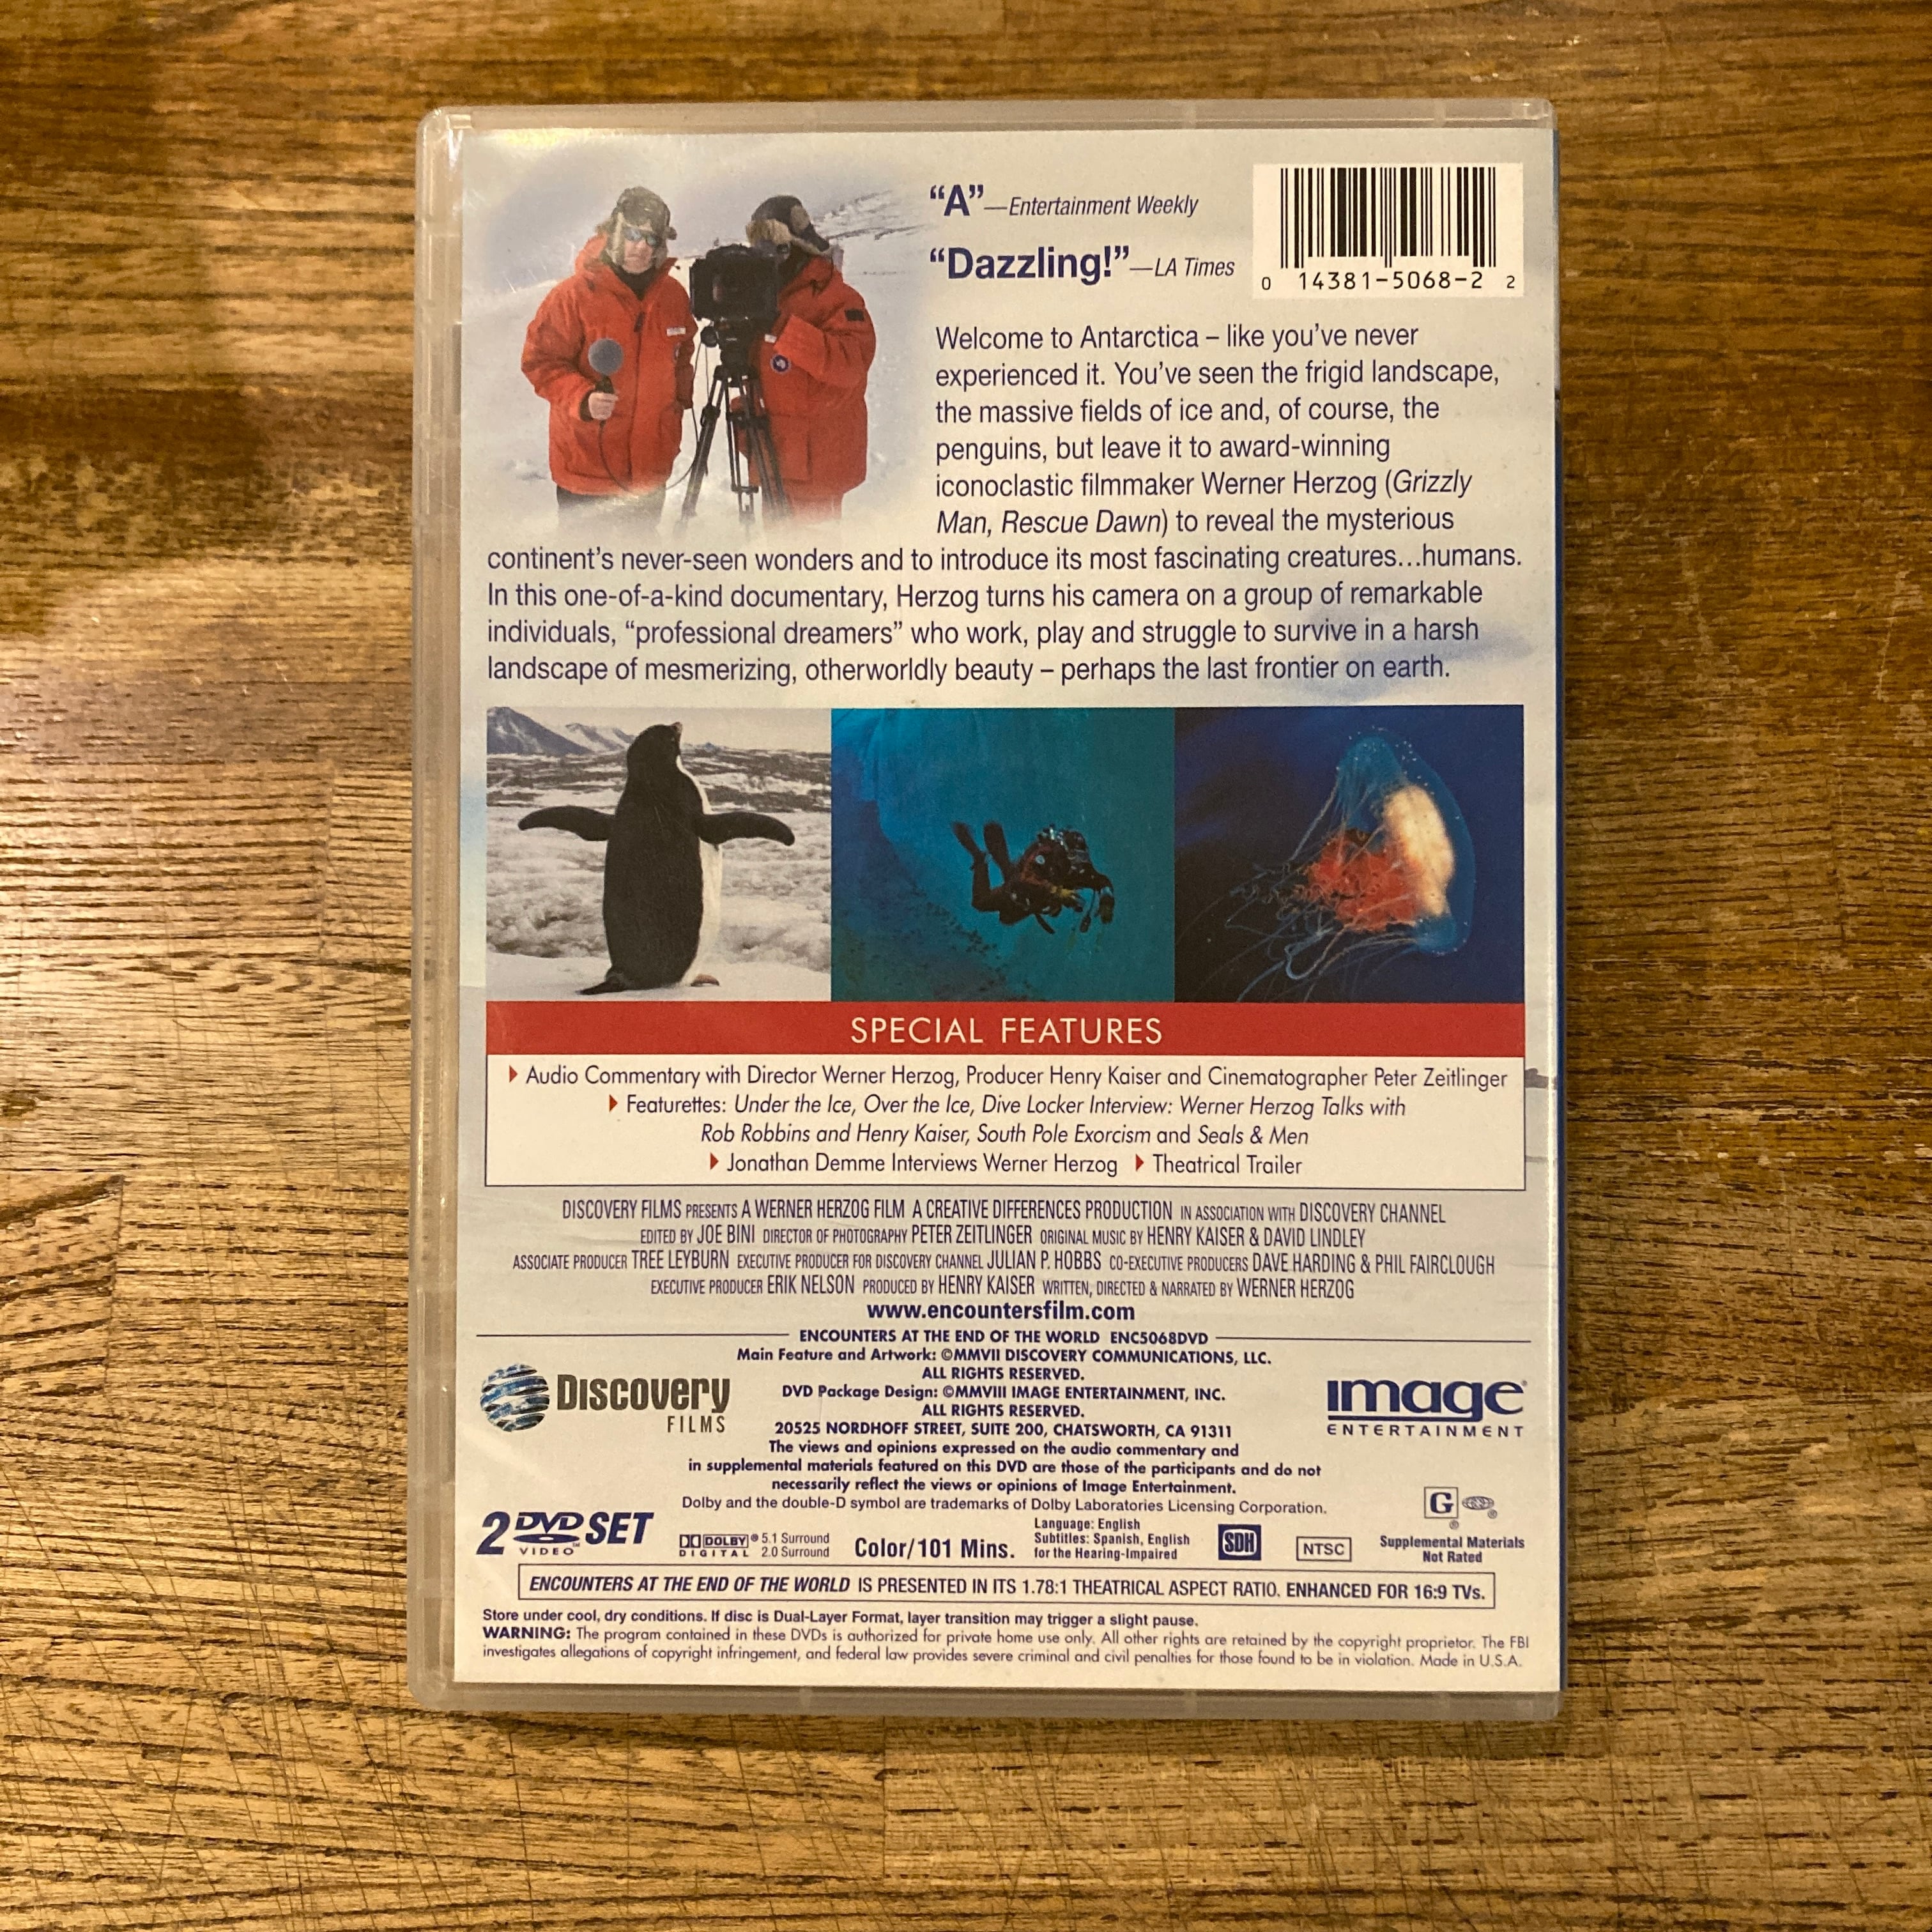 “A”—Entertainment Weekly
“Dazzling!”—LA Times
0 14381-5068-2 2
Welcome to Antarctica – like you’ve never
experienced it. You’ve seen the frigid landscape,
the massive fields of ice and, of course, the
penguins, but leave it to award-winning
iconoclastic filmmaker Werner Herzog (Grizzly
Man, Rescue Dawn) to reveal the mysterious
continent’s never-seen wonders and to introduce its most fascinating creatures…humans.
In this one-of-a-kind documentary, Herzog turns his camera on a group of remarkable
individuals, “professional dreamers” who work, play and struggle to survive in a harsh
landscape of mesmerizing, otherworldly beauty – perhaps the last frontier on earth.
SPECIAL FEATURES
Audio Commentary with Director Werner Herzog, Producer Henry Kaiser and Cinematographer Peter Zeitlinger
Featurettes: Under the Ice, Over the Ice, Dive Locker Interview: Werner Herzog Talks with
Rob Robbins and Henry Kaiser, South Pole Exorcism and Seals & Men
Jonathan Demme Interviews Werner Herzog Theatrical Trailer
DISCOVERY FILMS PRESENTS A WERNER HERZOG FILM A CREATIVE DIFFERENCES PRODUCTION IN ASSOCIATION WITH DISCOVERY CHANNEL
EDITED BY JOE BINI DIRECTOR OF PHOTOGRAPHY PETER ZEITLINGER ORIGINAL MUSIC BY HENRY KAISER & DAVID LINDLEY
ASSOCIATE PRODUCER TREE LEYBURN EXECUTIVE PRODUCER FOR DISCOVERY CHANNEL JULIAN P. HOBBS CO-EXECUTIVE PRODUCERS DAVE HARDING & PHIL FAIRCLOUGH
EXECUTIVE PRODUCER ERIK NELSON PRODUCED BY HENRY KAISER WRITTEN, DIRECTED & NARRATED BY WERNER HERZOG
www.encountersfilm.com
ENCOUNTERS AT THE END OF THE WORLD ENC5068DVD
Main Feature and Artwork: ©MMVII DISCOVERY COMMUNICATIONS, LLC.
ALL RIGHTS RESERVED.
DVD Package Design: ©MMVIII IMAGE ENTERTAINMENT, INC.
ALL RIGHTS RESERVED.
20525 NORDHOFF STREET, SUITE 200, CHATSWORTH, CA 91311
The views and opinions expressed on the audio commentary and
in supplemental materials featured on this DVD are those of the participants and do not
necessarily reflect the views or opinions of Image Entertainment.
Dolby and the double-D symbol are trademarks of Dolby Laboratories Licensing Corporation.
DISCOVERY
FILMS
image®
ENTERTAINMENT
2 DVD SET
VIDEO™
DOLBY®
DIGITAL
5.1 Surround
2.0 Surround
Color/101 Mins.
Language: English
Subtitles: Spanish, English
for the Hearing-Impaired
SDH
NTSC
G®
Supplemental Materials
Not Rated
ENCOUNTERS AT THE END OF THE WORLD IS PRESENTED IN ITS 1.78:1 THEATRICAL ASPECT RATIO. ENHANCED FOR 16:9 TVs.
Store under cool, dry conditions. If disc is Dual-Layer Format, layer transition may trigger a slight pause.
WARNING: The program contained in these DVDs is authorized for private home use only. All other rights are retained by the copyright proprietor. The FBI
investigates allegations of copyright infringement, and federal law provides severe criminal and civil penalties for those found to be in violation. Made in U.S.A.